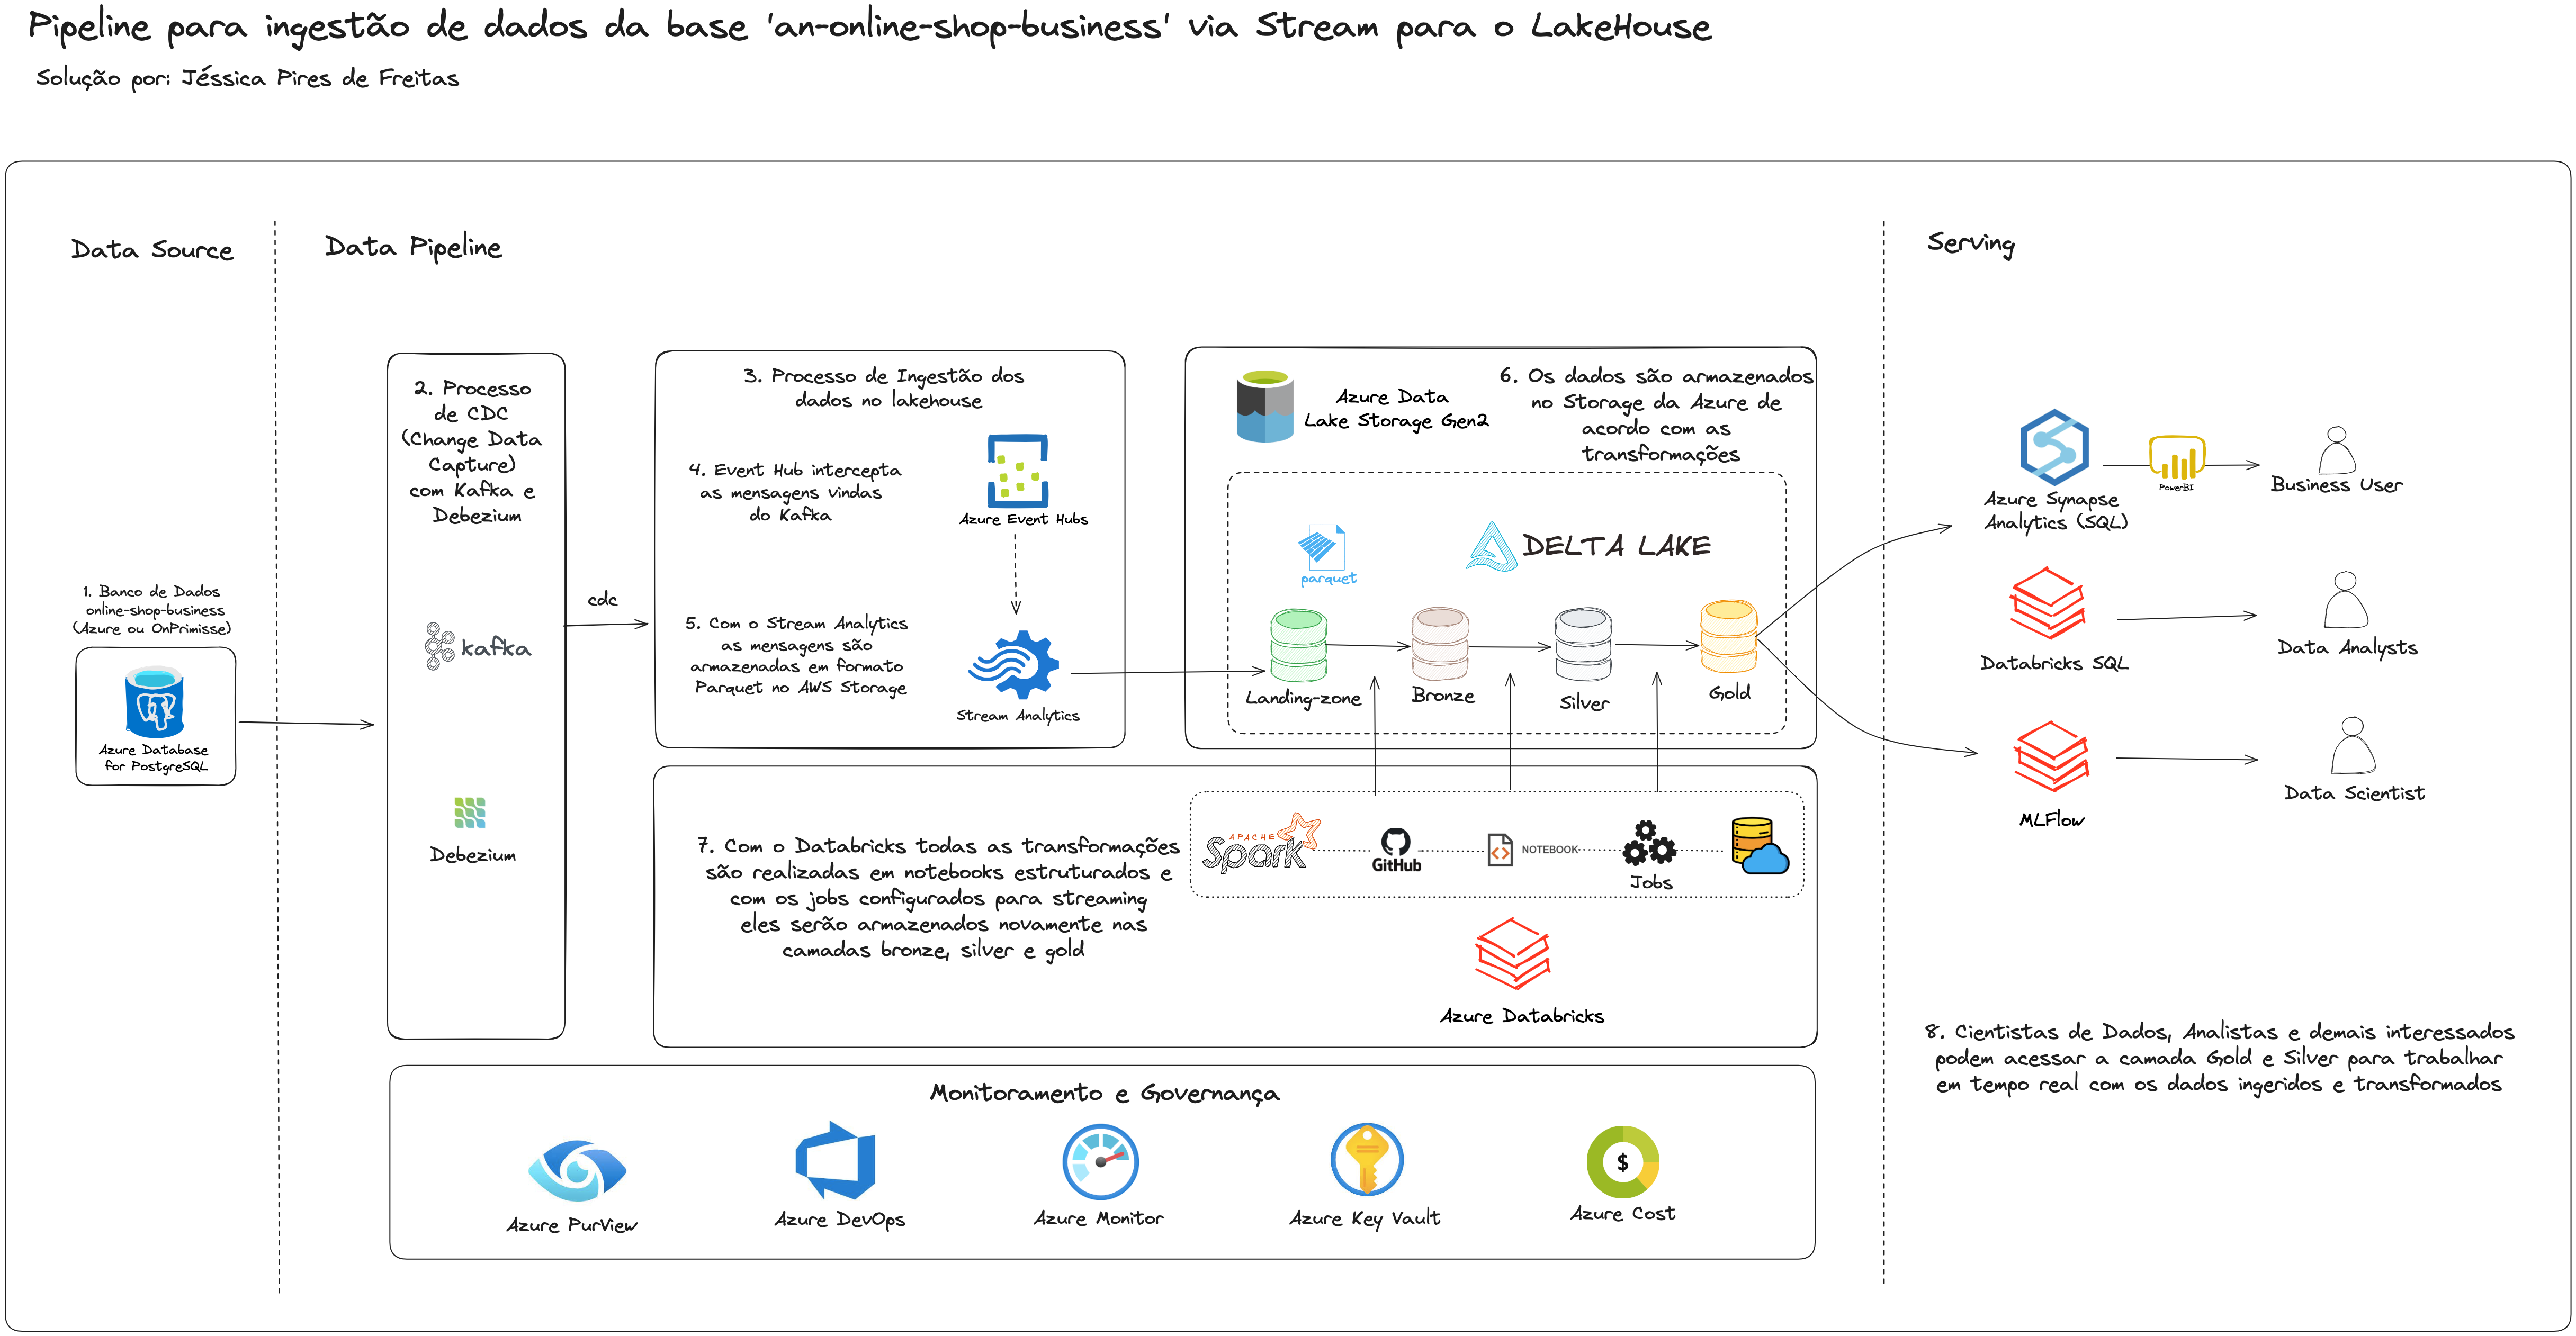 Pipeline para ingestão de dados da base 'an-online-shop-business' via Stream para o LakeHouse
Solução por: Jéssica Pires de Freitas
Data Source
Data Pipeline
Serving
1. Banco de Dados
online-shop-business
(Azure ou OnPrimisse)
Azure Database
for PostgreSQL
2. Processo
de CDC
(Change Data
Capture)
com Kafka e
Debezium
kafka
Debezium
cdc
3. Processo de Ingestão dos
dados no lakehouse
4. Event Hub intercepta
as mensagens vindas
do Kafka
Azure Event Hubs
5. Com o Stream Analytics
as mensagens são
armazenadas em formato
Parquet no AWS Storage
Stream Analytics
Azure Data
Lake Storage Gen2
6. Os dados são armazenados
no Storage da Azure de
acordo com as
transformações
parquet
DELTA LAKE
Landing-zone
Bronze
Silver
Gold
7. Com o Databricks todas as transformações
são realizadas em notebooks estruturados e
com os jobs configurados para streaming
eles serão armazenados novamente nas
camadas bronze, silver e gold
APACHE
Spark
GitHub
NOTEBOOK
Jobs
Azure Databricks
Monitoramento e Governança
Azure PurView
Azure DevOps
Azure Monitor
Azure Key Vault
$
Azure Cost
Azure Synapse
Analytics (SQL)
PowerBI
Business User
Databricks SQL
Data Analysts
MLFlow
Data Scientist
8. Cientistas de Dados, Analistas e demais interessados
podem acessar a camada Gold e Silver para trabalhar
em tempo real com os dados ingeridos e transformados